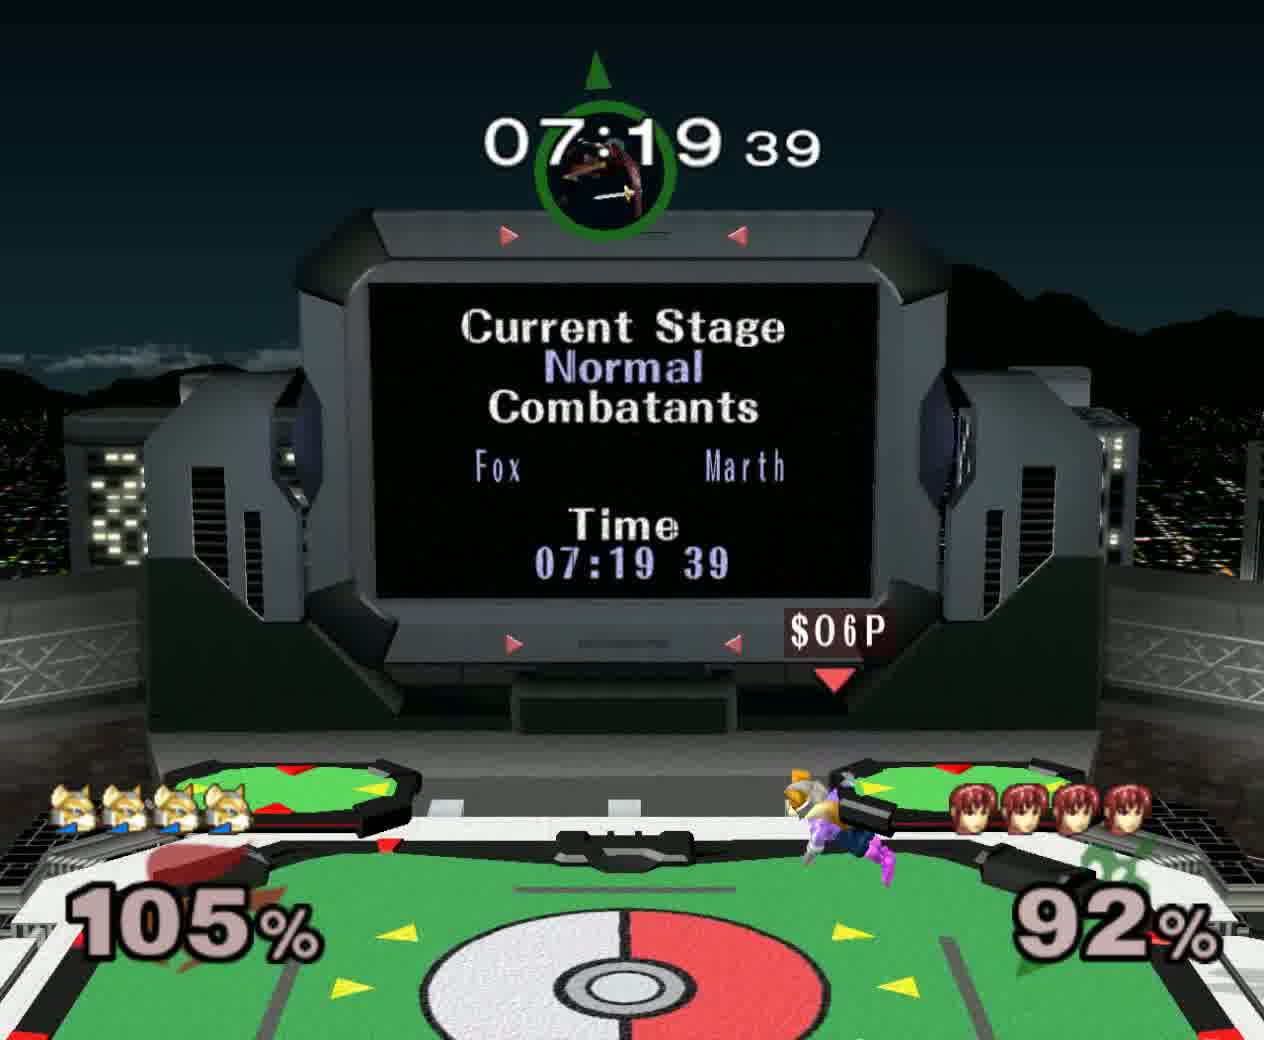 07:19 39
Current Stage
Normal
Combatants
Fox Marth
Time
07:19 39
$06P
105% 92%